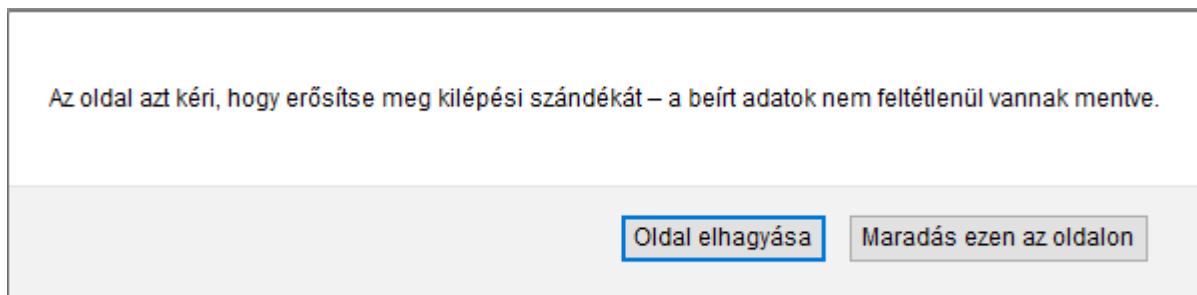 Az oldal azt kéri, hogy erősítse meg kilépési szándékát – a beírt adatok nem feltétlenül vannak mentve.
Oldal elhagyása Maradás ezen az oldalon